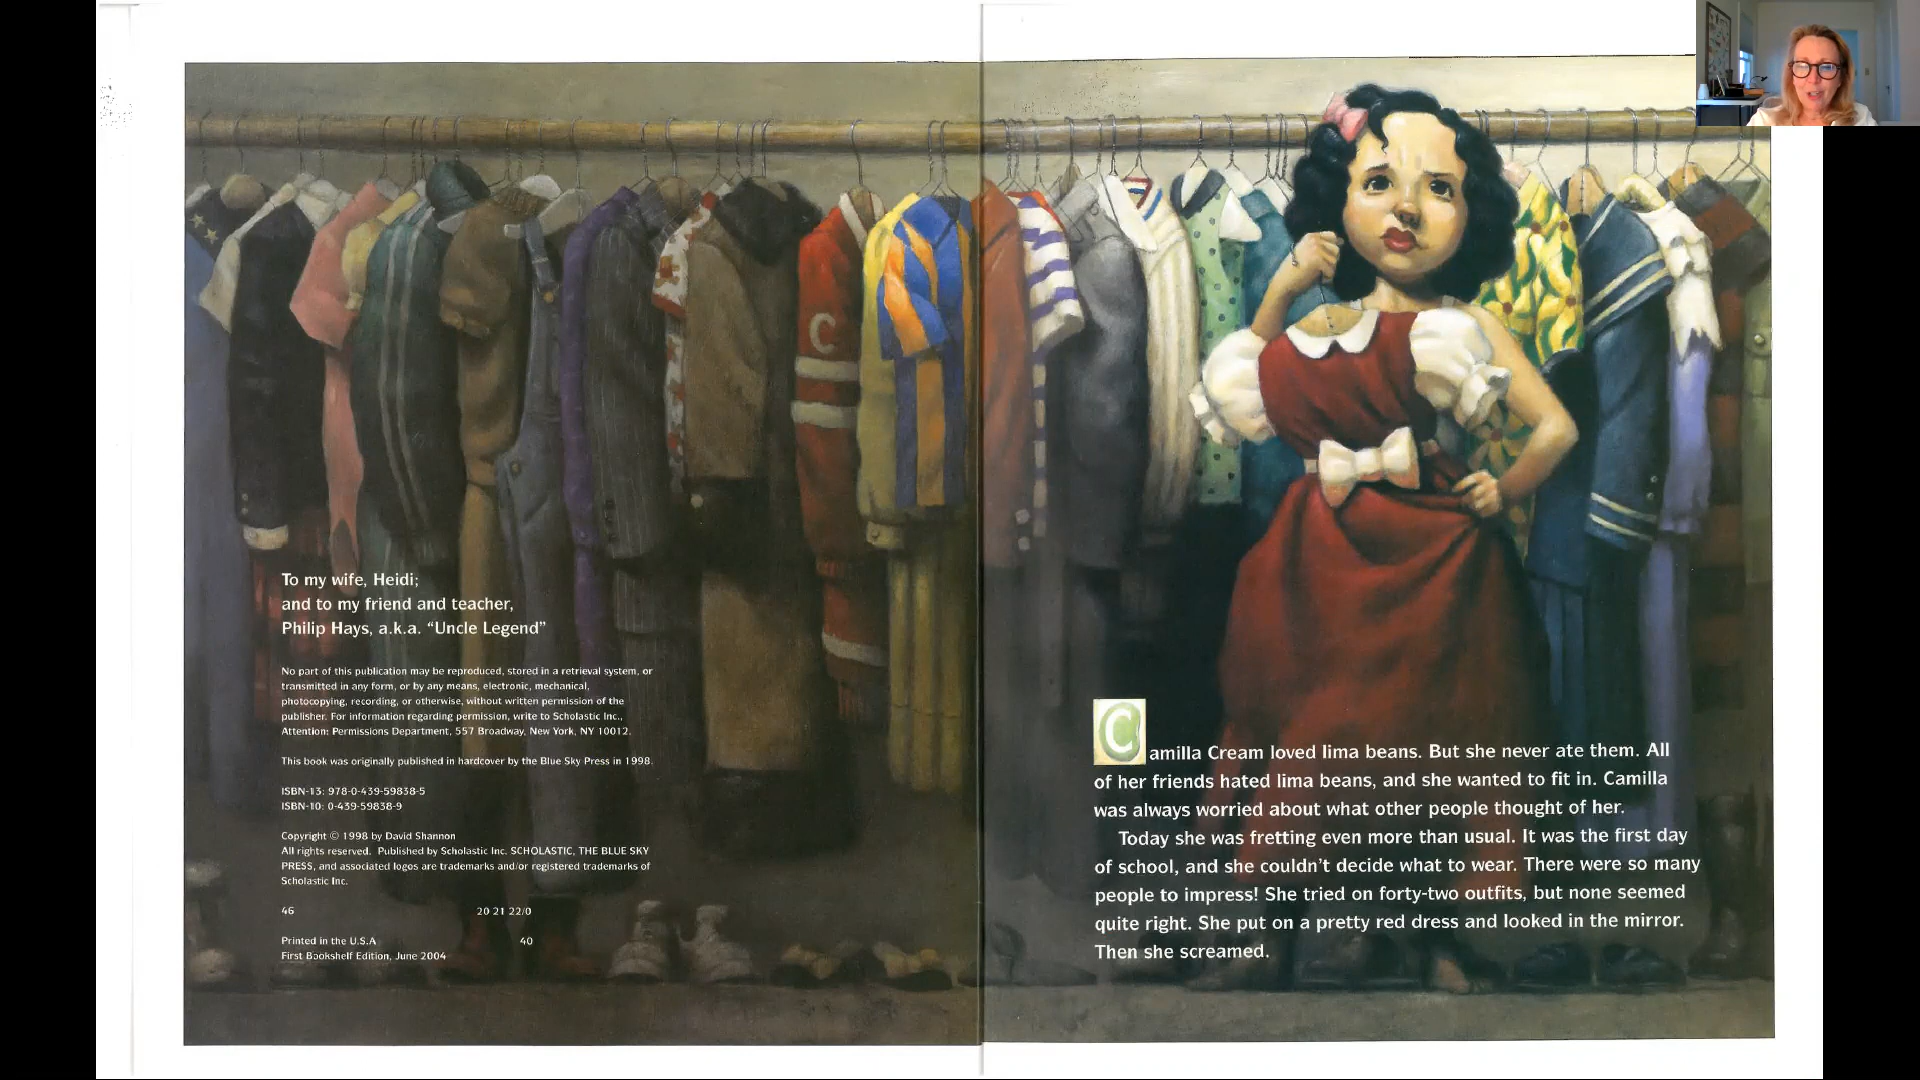 To my wife, Heidi;
and to my friend and teacher,
Philip Hays, a.k.a. “Uncle Legend”
No part of this publication may be reproduced, stored in a retrieval system, or
transmitted in any form, or by any means, electronic, mechanical,
photocopying, recording, or otherwise, without written permission of the
publisher. For information regarding permission, write to Scholastic Inc.,
Attention: Permissions Department, 557 Broadway, New York, NY 10012.
This book was originally published in hardcover by the Blue Sky Press in 1998.
ISBN-13: 978-0-439-59838-5
ISBN-10: 0-439-59838-9
Copyright © 1998 by David Shannon
All rights reserved. Published by Scholastic Inc. SCHOLASTIC, THE BLUE SKY
PRESS, and associated logos are trademarks and/or registered trademarks of
Scholastic Inc.
46 20 21 22/0
Printed in the U.S.A 40
First Bookshelf Edition, June 2004
C
Camilla Cream loved lima beans. But she never ate them. All
of her friends hated lima beans, and she wanted to fit in. Camilla
was always worried about what other people thought of her.
Today she was fretting even more than usual. It was the first day
of school, and she couldn’t decide what to wear. There were so many
people to impress! She tried on forty-two outfits, but none seemed
quite right. She put on a pretty red dress and looked in the mirror.
Then she screamed.